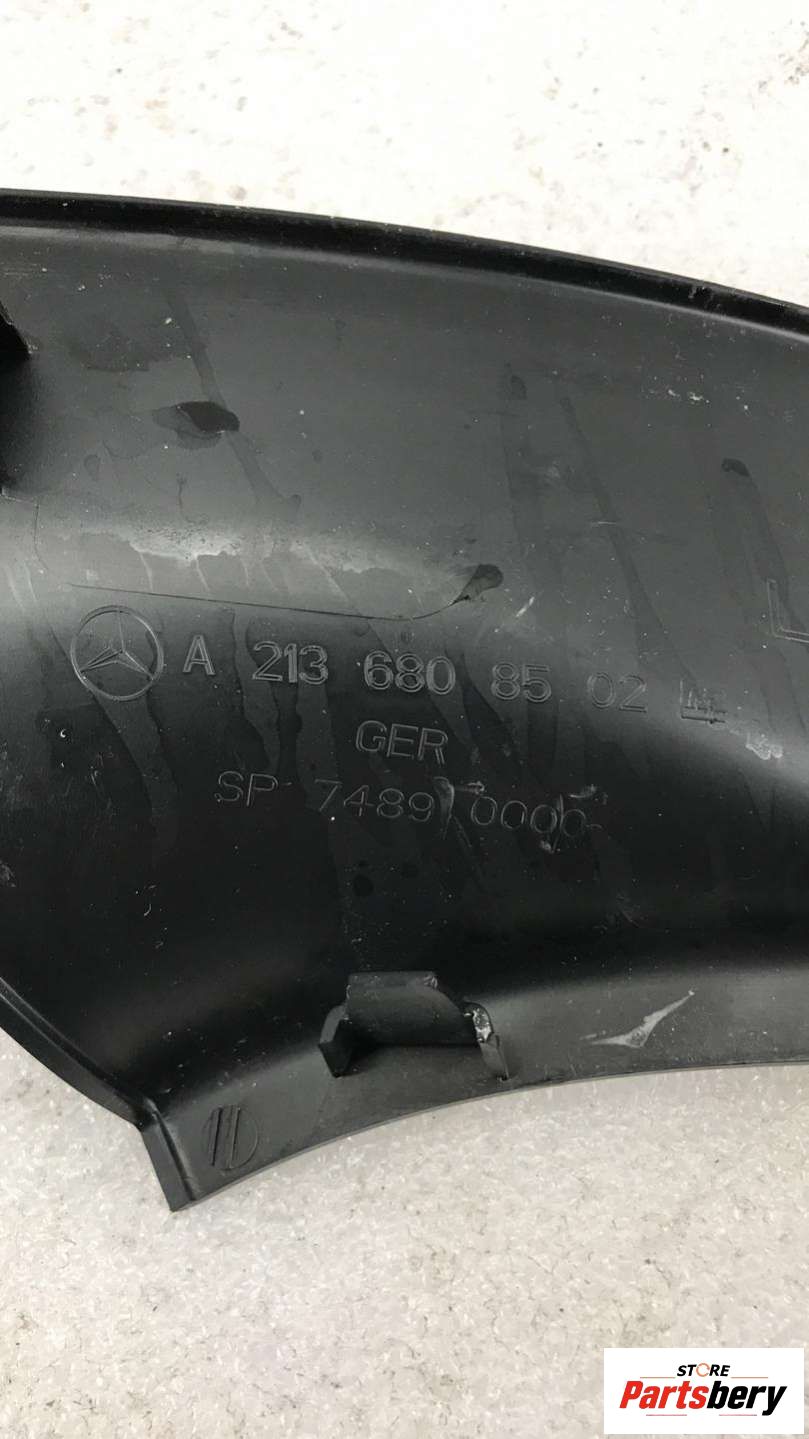 L
A 213 680 85 02
GER
SP 7489 0000
STORE
Partsbery